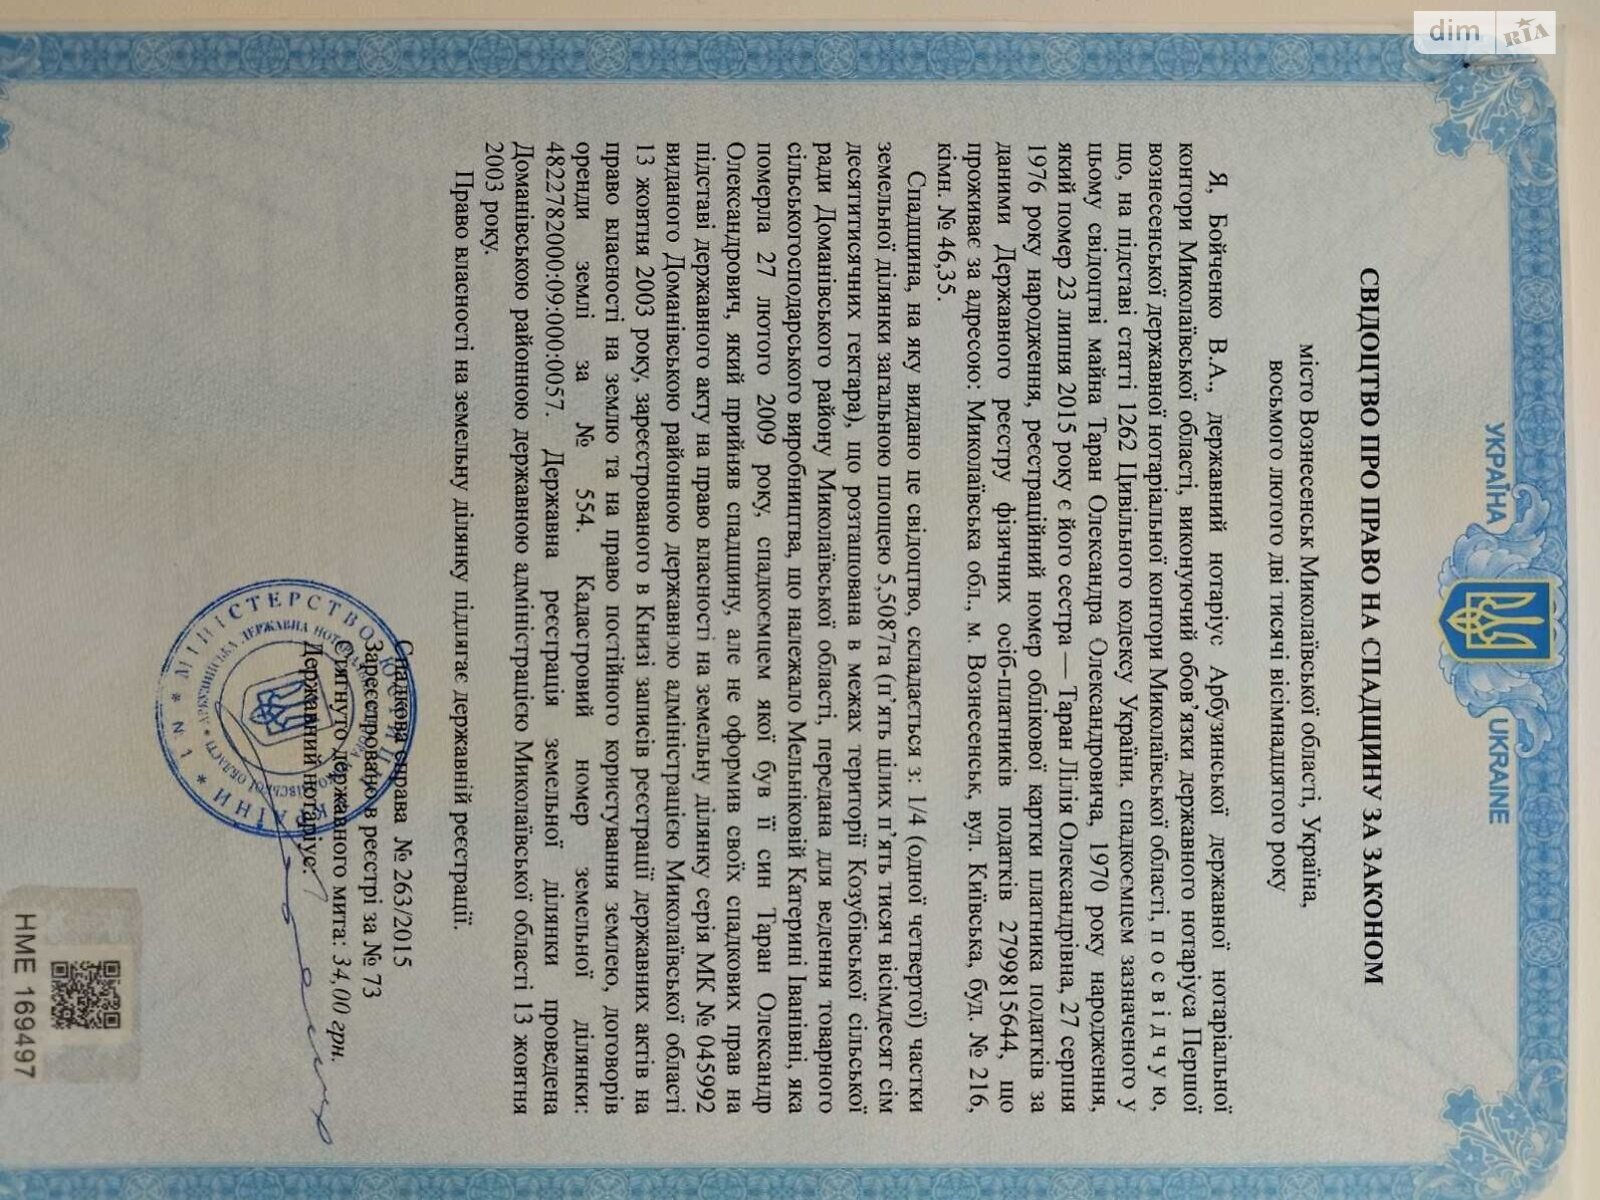 dim RIA
УКРАЇНА UKRAINE
СВІДОЦТВО ПРО ПРАВО НА СПАДЩИНУ ЗА ЗАКОНОМ
місто Вознесенськ Миколаївської області, Україна,
восьмого лютого дві тисячі вісімнадцятого року
Я, Бойченко В.А., державний нотаріус Арбузинської державної нотаріальної
контори Миколаївської області, виконуючий обов’язки державного нотаріуса Першої
вознесенської державної нотаріальної контори Миколаївської області, п о с в і д ч у ю,
що, на підставі статті 1262 Цивільного кодексу України, спадкоємцем зазначеного у
цьому свідоцтві майна Таран Олександра Олександровича, 1970 року народження,
який помер 23 липня 2015 року є його сестра — Таран Лілія Олександрівна, 27 серпня
1976 року народження, реєстраційний номер облікової картки платника податків за
даними Державного реєстру фізичних осіб-платників податків 2799815644, що
проживає за адресою: Миколаївська обл., м. Вознесенськ, вул. Київська, буд. № 216,
кімн. № 46,35.
Спадщина, на яку видано це свідоцтво, складається з: 1/4 (одної четвертої) частки
земельної ділянки загальною площею 5,5087га (п’ять цілих п’ять тисяч вісімдесят сім
десятитисячних гектара), що розташована в межах території Козубівської сільської
ради Доманівського району Миколаївської області, передана для ведення товарного
сільськогосподарського виробництва, що належало Мельніковій Катерині Іванівні, яка
померла 27 лютого 2009 року, спадкоємцем якої був її син Таран Олександр
Олександрович, який прийняв спадщину, але не оформив своїх спадкових прав на
підставі державного акту на право власності на земельну ділянку серія МК № 045992
виданого Доманівською районною державною адміністрацією Миколаївської області
13 жовтня 2003 року, зареєстрованого в Книзі записів реєстрації державних актів на
право власності на землю та на право постійного користування землею, договорів
оренди землі за № 554. Кадастровий номер земельної ділянки:
4822782000:09:000:0057. Державна реєстрація земельної ділянки проведена
Доманівською районною державною адміністрацією Миколаївської області 13 жовтня
2003 року.
Право власності на земельну ділянку підлягає державній реєстрації.
Спадкова справа № 263/2015
Зареєстровано в реєстрі за № 73
Стягнуто державного мита: 34,00 грн.
Державний нотаріус:
МІНІСТЕРСТВО ЮСТИЦІЇ УКРАЇНИ * № 1 *
НМЕ 169497